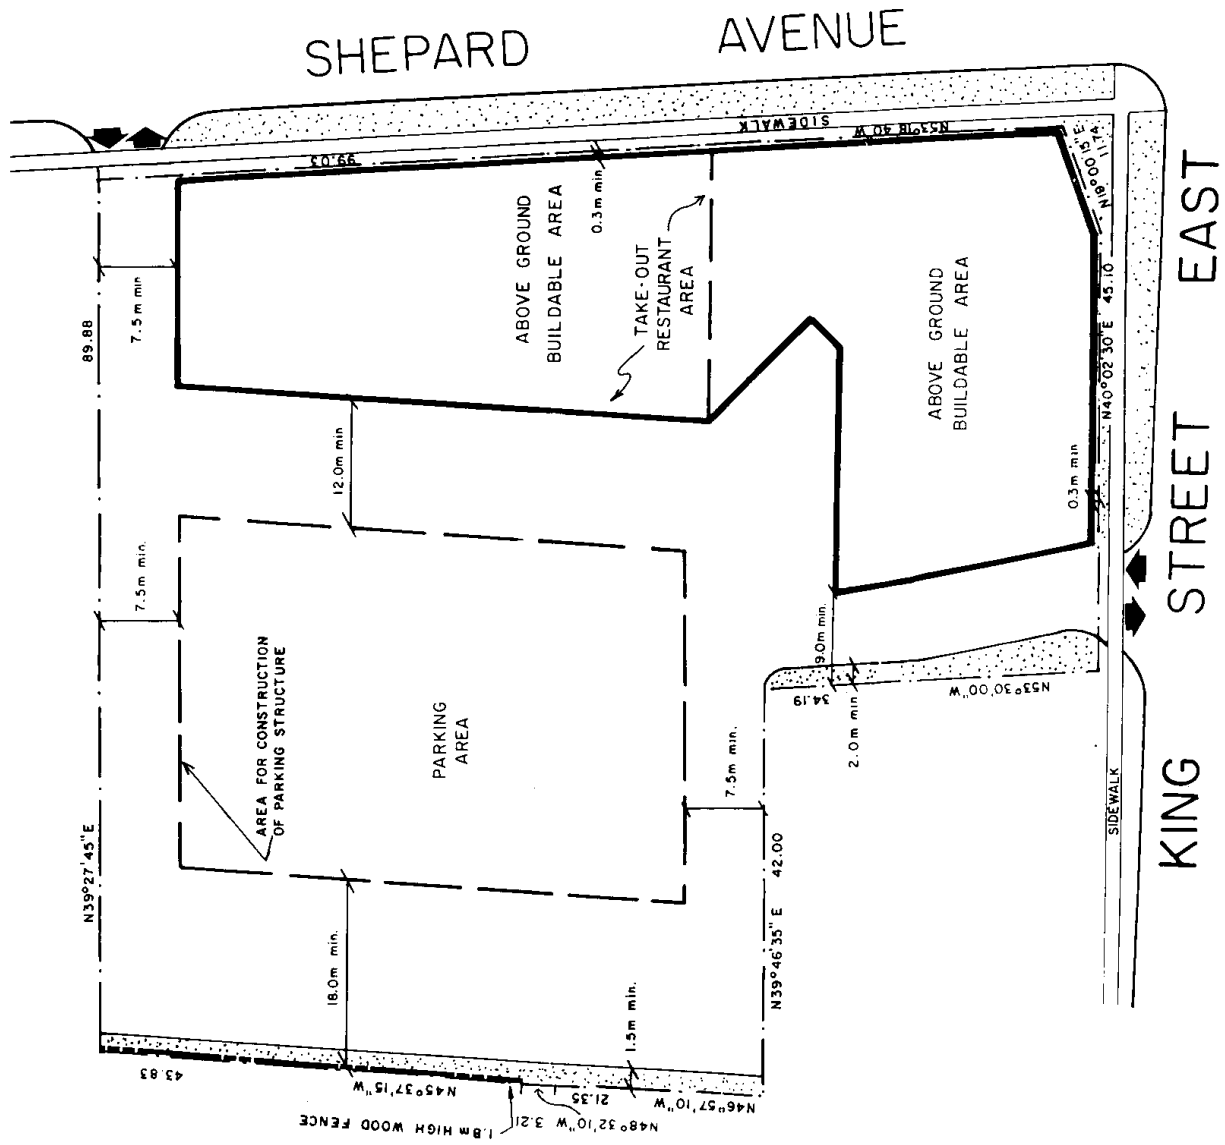 SHEPARD AVENUE
SIDEWALK
N53°18'40"W
99.03
N18°00'15"E
11.74
0.3m min
ABOVE GROUND
BUILDABLE AREA
TAKE-OUT
RESTAURANT
AREA
ABOVE GROUND
BUILDABLE AREA
7.5m min
89.88
N40°02'30"E 45.10
0.3m min
12.0m min
7.5m min.
9.0m min.
34.19
N53°30'00"W
2.0m min
AREA FOR CONSTRUCTION
OF PARKING STRUCTURE
PARKING
AREA
7.5m min.
SIDEWALK
KING STREET EAST
N39°27'45"E
42.00
N39°46'35"E
18.0m min.
1.5m min.
43.83
N45°37'15"W
21.35
N46°57'10"W
N48°32'10"W 3.21
1.8m HIGH WOOD FENCE